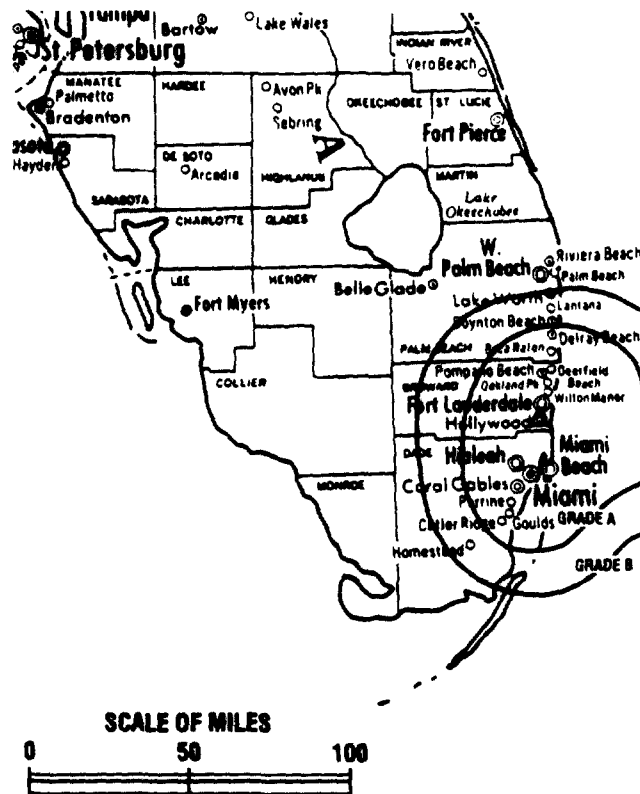 Tampa
Bartow
Lake Wales
St. Petersburg
INDIAN RIVER
Vero Beach
MANATEE
HARDEE
Avon Pk
OKEECHOBEE
ST LUCIE
Palmetto
Bradenton
Sebring
Fort Pierce
DE SOTO
Hayden
Arcadia
HIGHLANDS
MARTIN
SARASOTA
Lake
Okeechobee
CHARLOTTE
GLADES
W.
Palm Beach
Riviera Beach
Palm Beach
LEE
HENDRY
Belle Glade
Fort Myers
Lake Worth
Lantana
Boynton Beach
Delray Beach
PALM BEACH
Boca Raton
COLLIER
Pompano Beach
Deerfield
Beach
BROWARD
Oakland Pk
Wilton Manor
Fort Lauderdale
Hollywood
DADE
Hialeah
Miami
Beach
MONROE
Coral Gables
Miami
Perrine
Cutler Ridge
Goulds
GRADE A
Homestead
GRADE B
SCALE OF MILES
0 50 100